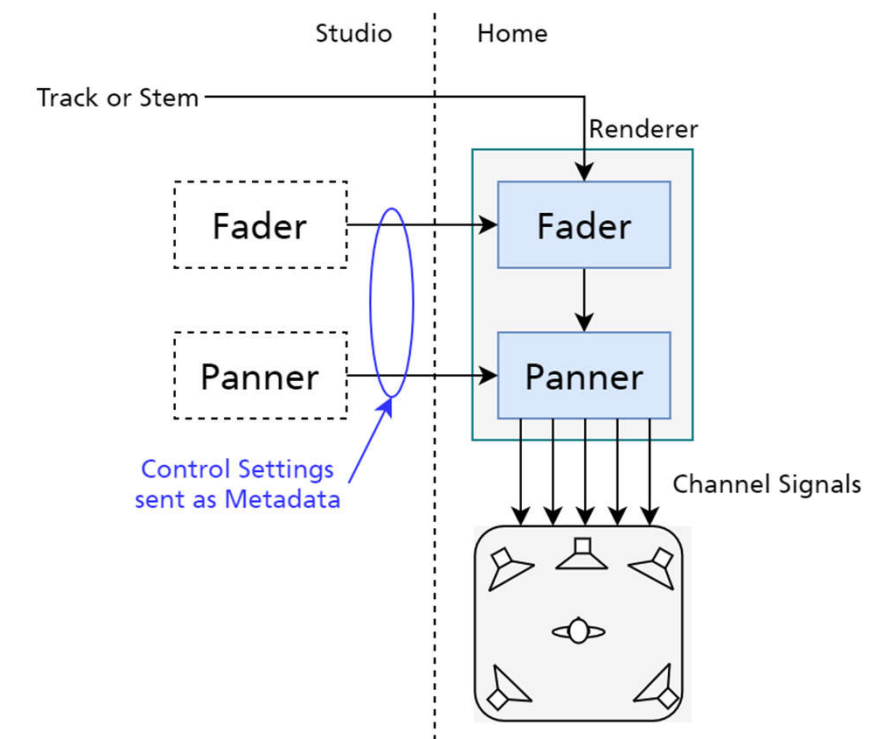 Studio
Home
Track or Stem
Renderer
Fader
Fader
Panner
Panner
Control Settings
sent as Metadata
Channel Signals